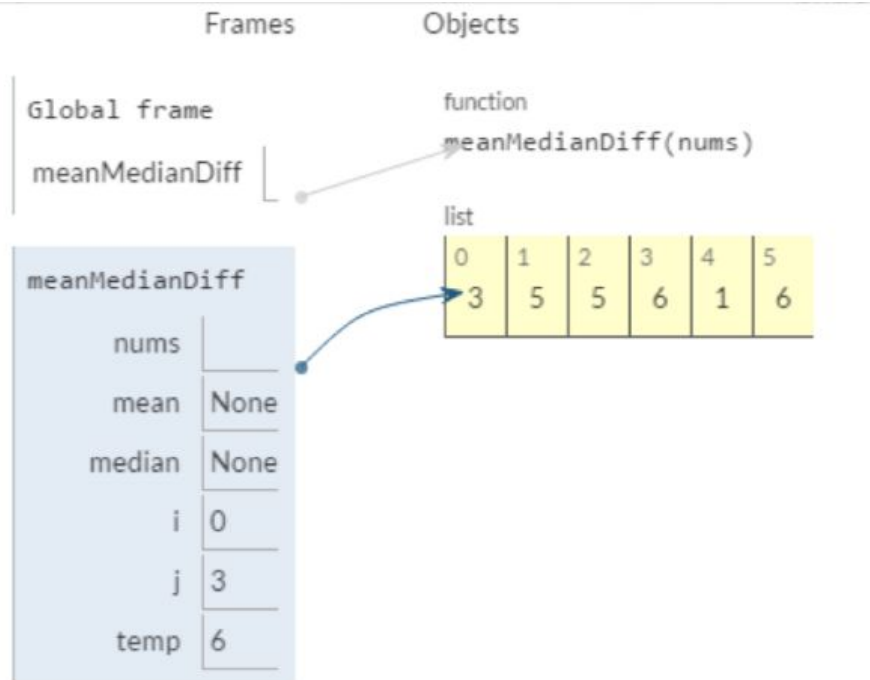 Frames Objects
Global frame
meanMedianDiff
function
meanMedianDiff(nums)
list
0 1 2 3 4 5
3 5 5 6 1 6
meanMedianDiff
nums
mean None
median None
i 0
j 3
temp 6